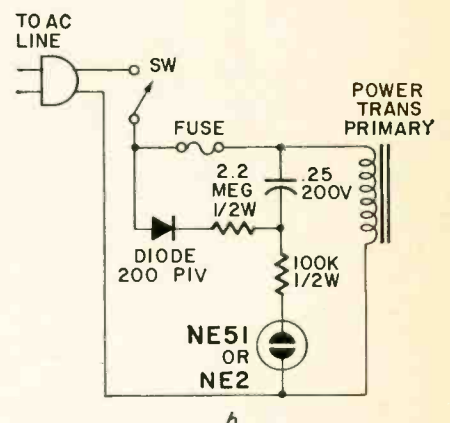 TO AC
LINE
SW
FUSE
POWER
TRANS
PRIMARY
2.2
MEG
1/2W
.25
200V
DIODE
200 PIV
100K
1/2W
NE51
OR
NE2
b